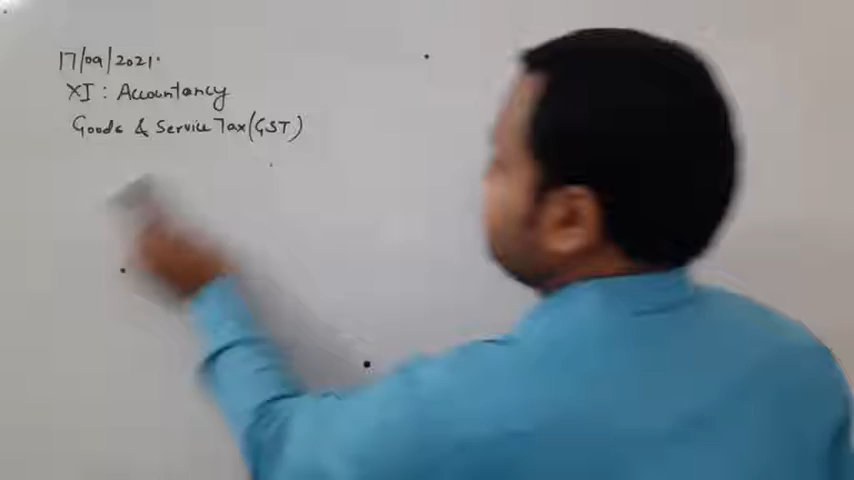 17/09/2021.
XI : Accountancy
Goods & Service Tax (GST)